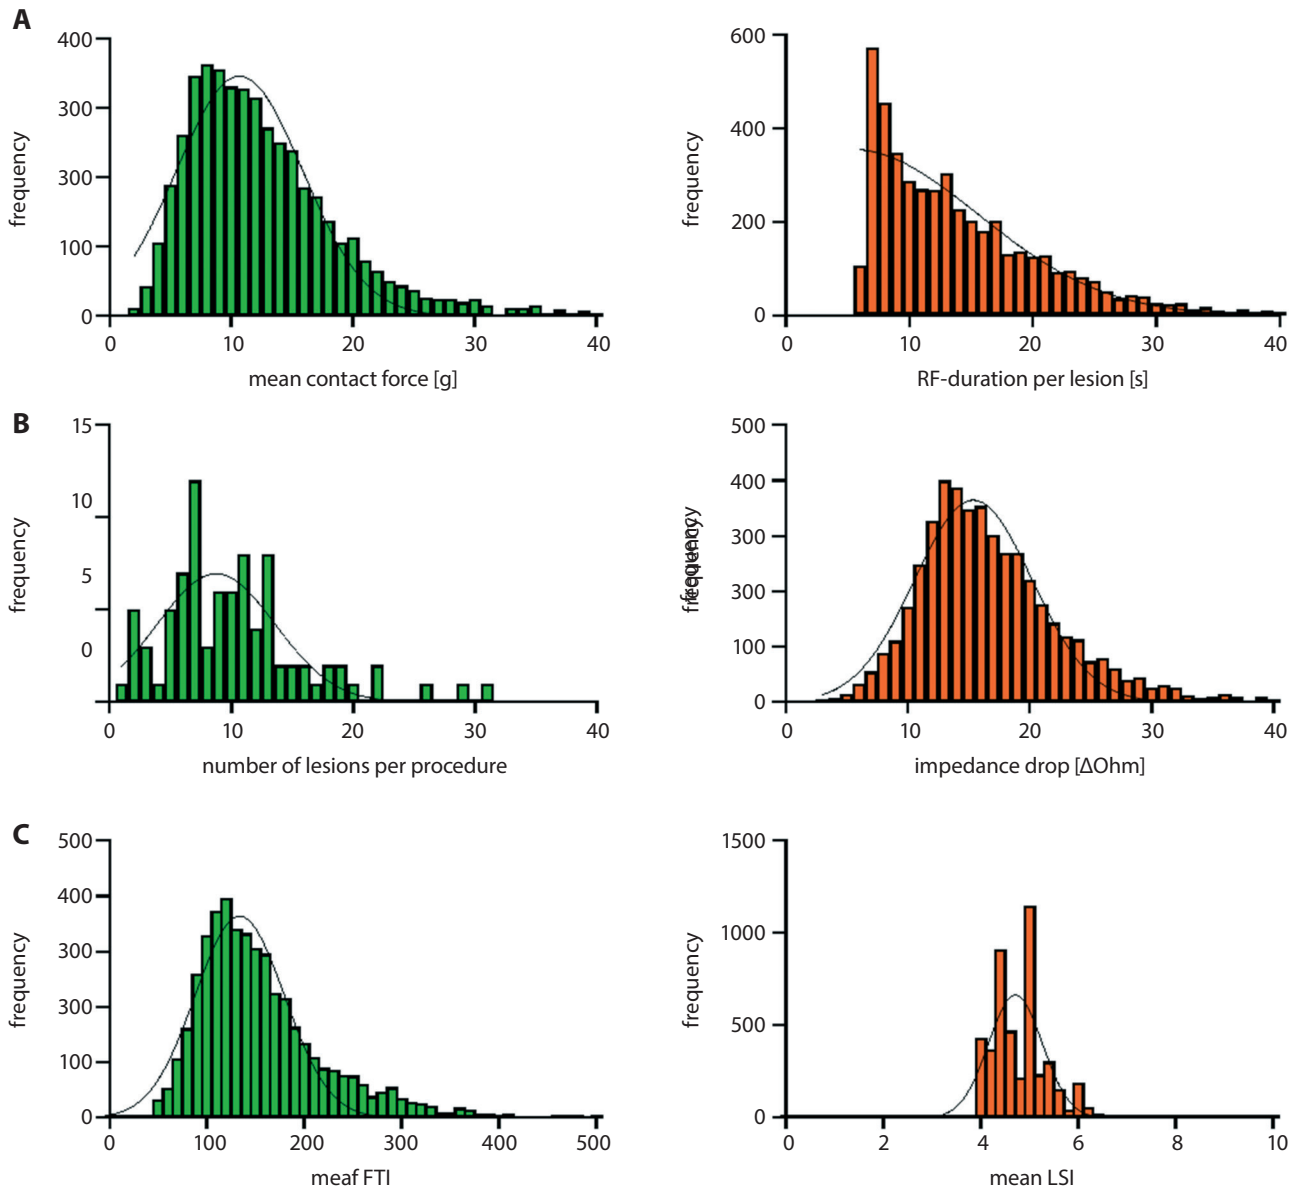 A
400
300
300
100
0
frequency
0 10 20 30 40
mean contact force [g]
600
400
200
0
frequency
0 10 20 30 40
RF-duration per lesion [s]
B
15
10
5
0
frequency
0 10 20 30 40
number of lesions per procedure
500
400
300
300
100
0
frequency
frequency
0 10 20 30 40
impedance drop [ΔOhm]
C
500
400
300
300
100
0
frequency
0 100 200 300 400 500
meaf FTI
1500
1000
500
0
frequency
0 2 4 6 8 10
mean LSI